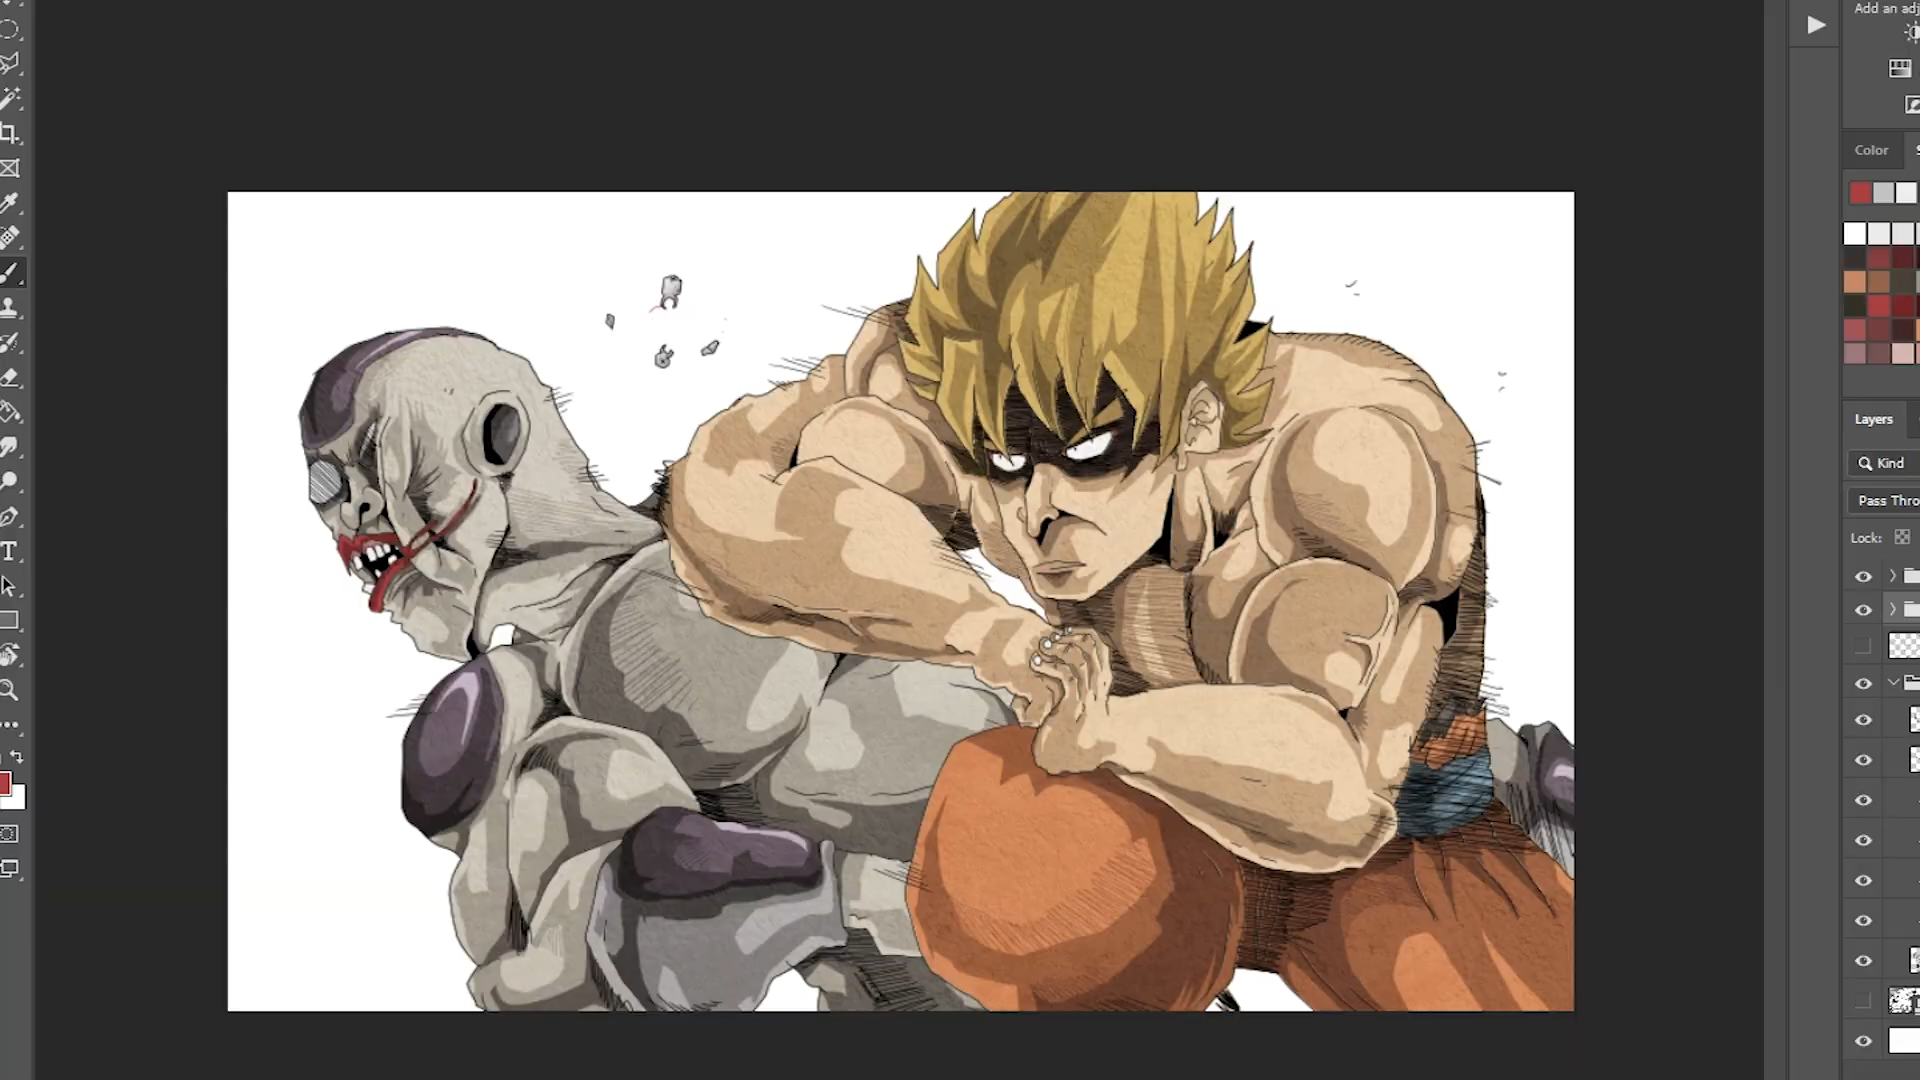 Add an adj
Color
Layers
Kind
Pass Thro
Lock: